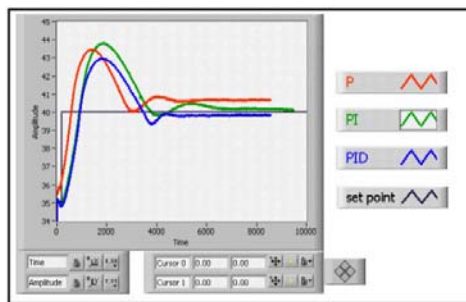 45
44
43
42
41
40
39
38
37
36
35
34
Amplitude
0
2000
4000
6000
8000
10000
Time
P
PI
PID
set point
Time
Amplitude
Cursor 0 0.00 0.00
Cursor 1 0.00 0.00